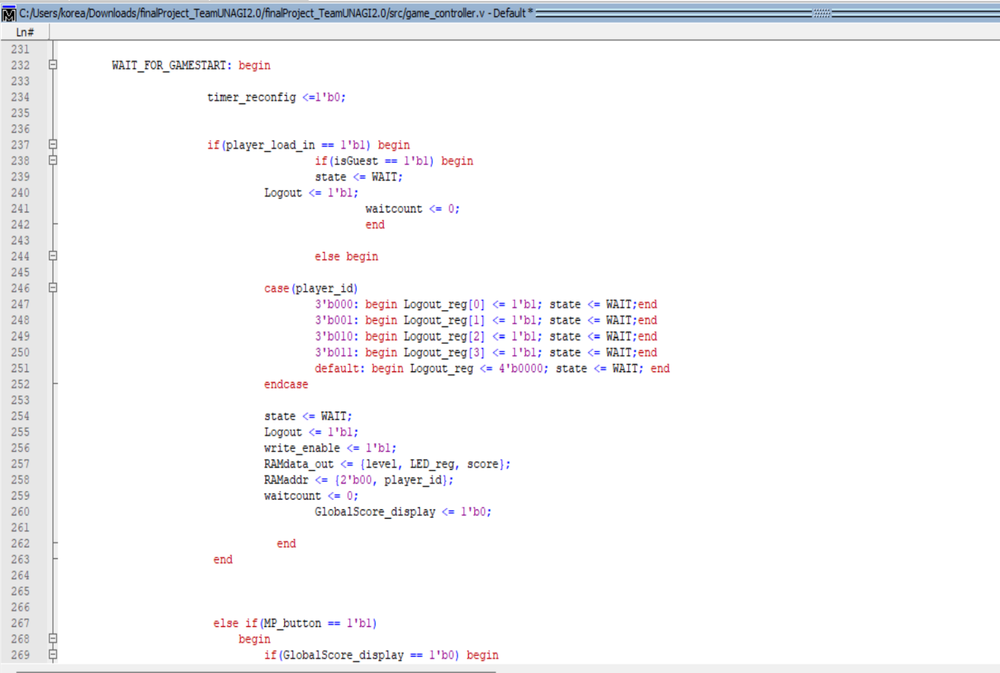 C:/Users/korea/Downloads/finalProject_TeamUNAGI2.0/finalProject_TeamUNAGI2.0/src/game_controller.v - Default *
Ln#
231
232 WAIT_FOR_GAMESTART: begin
233
234 timer_reconfig <=1'b0;
235
236
237 if(player_load_in == 1'b1) begin
238 if(isGuest == 1'b1) begin
239 state <= WAIT;
240 Logout <= 1'b1;
241 waitcount <= 0;
242 end
243
244 else begin
245
246 case(player_id)
247 3'b000: begin Logout_reg[0] <= 1'b1; state <= WAIT;end
248 3'b001: begin Logout_reg[1] <= 1'b1; state <= WAIT;end
249 3'b010: begin Logout_reg[2] <= 1'b1; state <= WAIT;end
250 3'b011: begin Logout_reg[3] <= 1'b1; state <= WAIT;end
251 default: begin Logout_reg <= 4'b0000; state <= WAIT; end
252 endcase
253
254 state <= WAIT;
255 Logout <= 1'b1;
256 write_enable <= 1'b1;
257 RAMdata_out <= {level, LED_reg, score};
258 RAMaddr <= {2'b00, player_id};
259 waitcount <= 0;
260 GlobalScore_display <= 1'b0;
261
262 end
263 end
264
265
266
267 else if(MP_button == 1'b1)
268 begin
269 if(GlobalScore_display == 1'b0) begin